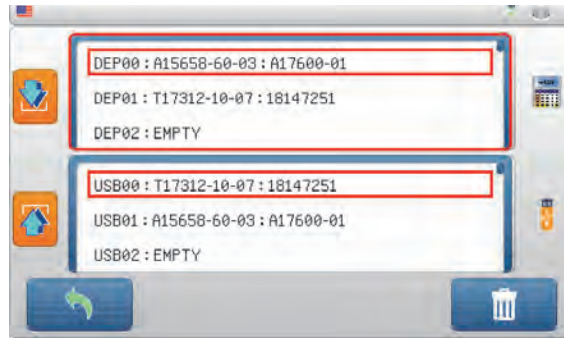 DEP00 : A15658-60-03 : A17600-01
DEP01 : T17312-10-07 : 18147251
DEP02 : EMPTY
USB00 : T17312-10-07 : 18147251
USB01 : A15658-60-03 : A17600-01
USB02 : EMPTY